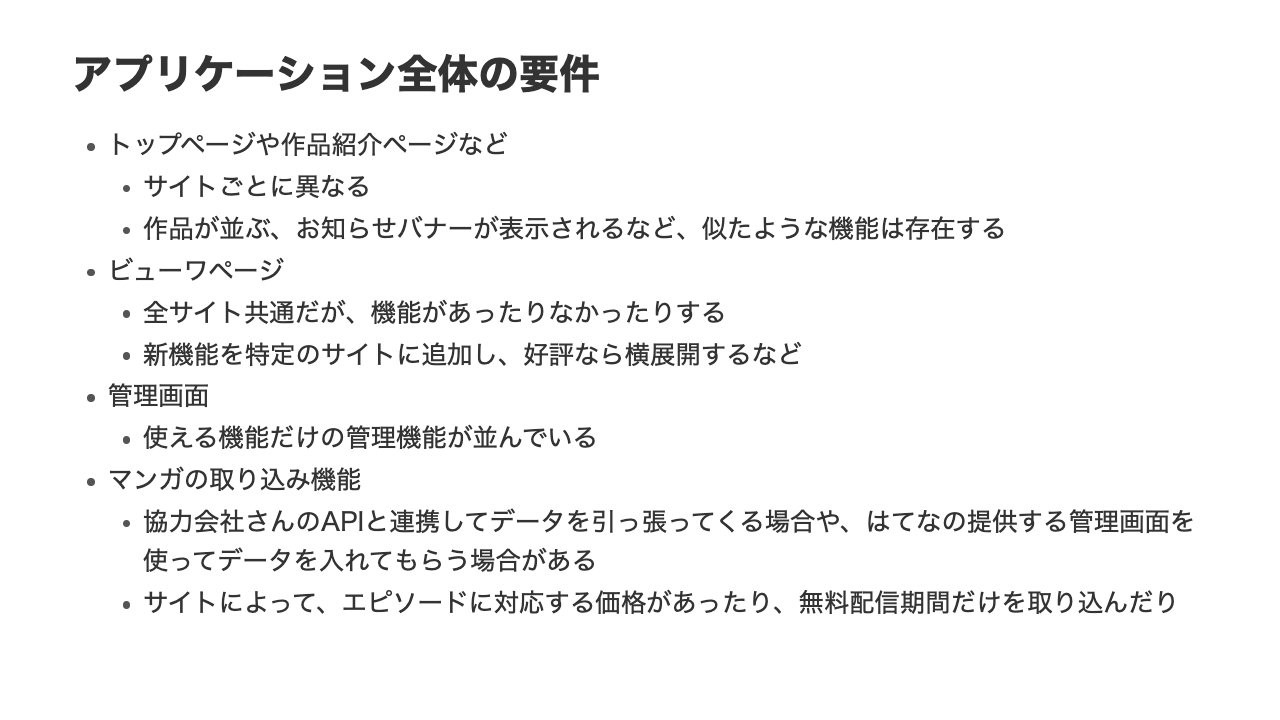 アプリケーション全体の要件
トップページや作品紹介ページなど
サイトごとに異なる
作品が並ぶ、お知らせバナーが表示されるなど、似たような機能は存在する
ビューワページ
全サイト共通だが、機能があったりなかったりする
新機能を特定のサイトに追加し、好評なら横展開するなど
管理画面
使える機能だけの管理機能が並んでいる
マンガの取り込み機能
協力会社さんのAPIと連携してデータを引っ張ってくる場合や、はてなの提供する管理画面を
使ってデータを入れてもらう場合がある
サイトによって、エピソードに対応する価格があったり、無料配信期間だけを取り込んだり